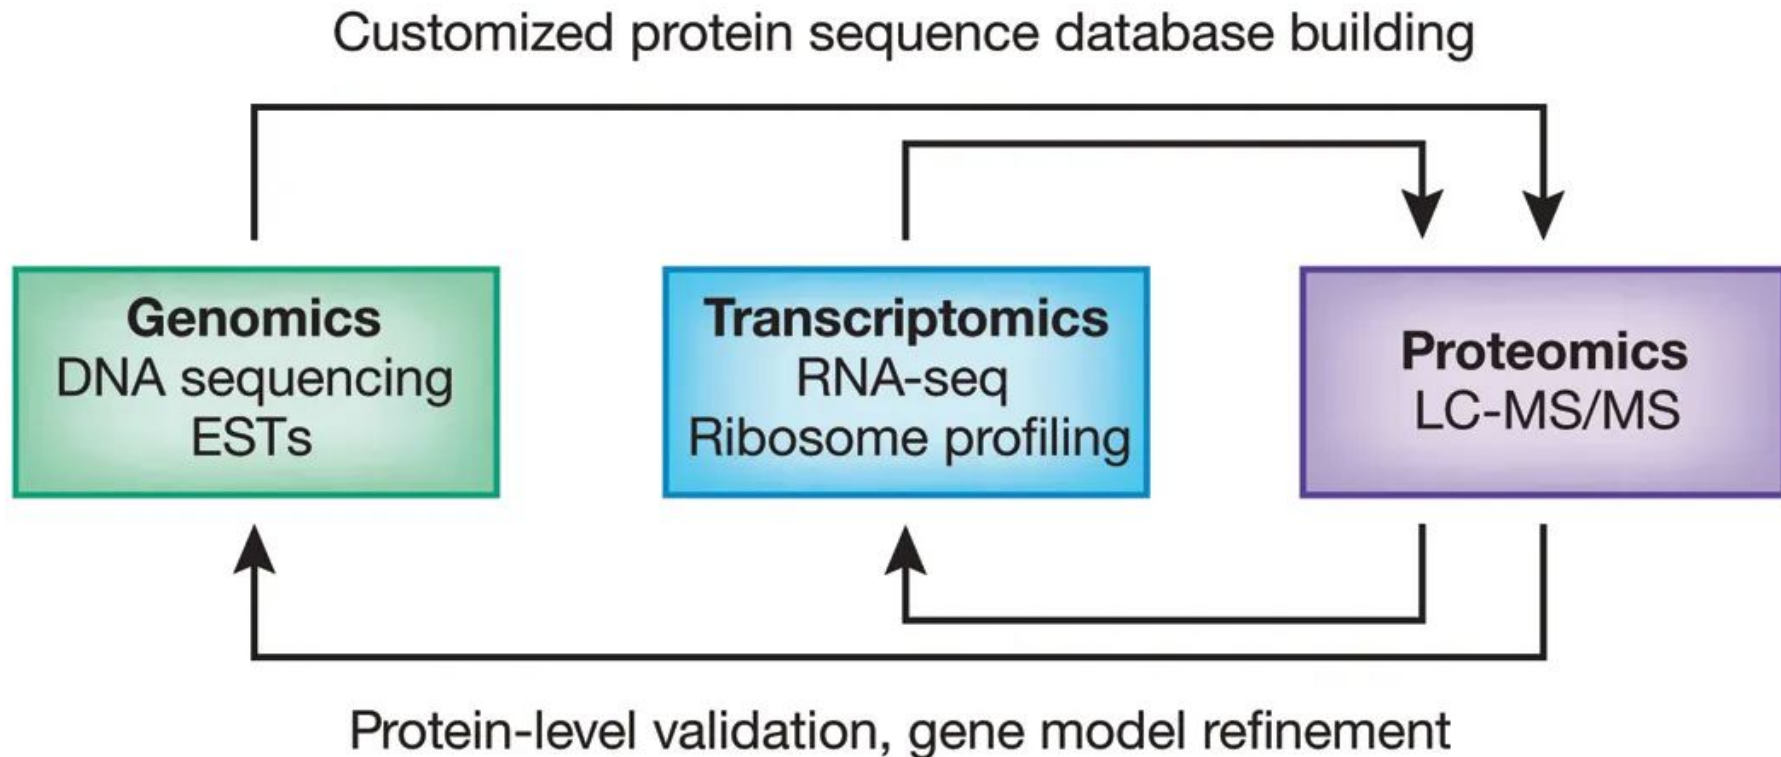 Customized protein sequence database building
Genomics
DNA sequencing
ESTs
Transcriptomics
RNA-seq
Ribosome profiling
Proteomics
LC-MS/MS
Protein-level validation, gene model refinement